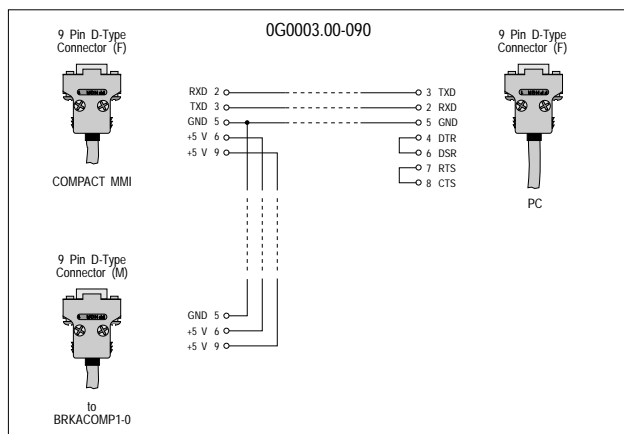 0G0003.00-090
9 Pin D-Type
Connector (F)
COMPACT MMI
RXD 2
TXD 3
GND 5
+5 V 6
+5 V 9
3 TXD
2 RXD
5 GND
4 DTR
6 DSR
7 RTS
8 CTS
9 Pin D-Type
Connector (F)
PC
9 Pin D-Type
Connector (M)
to
BRKACOMP1-0
GND 5
+5 V 6
+5 V 9